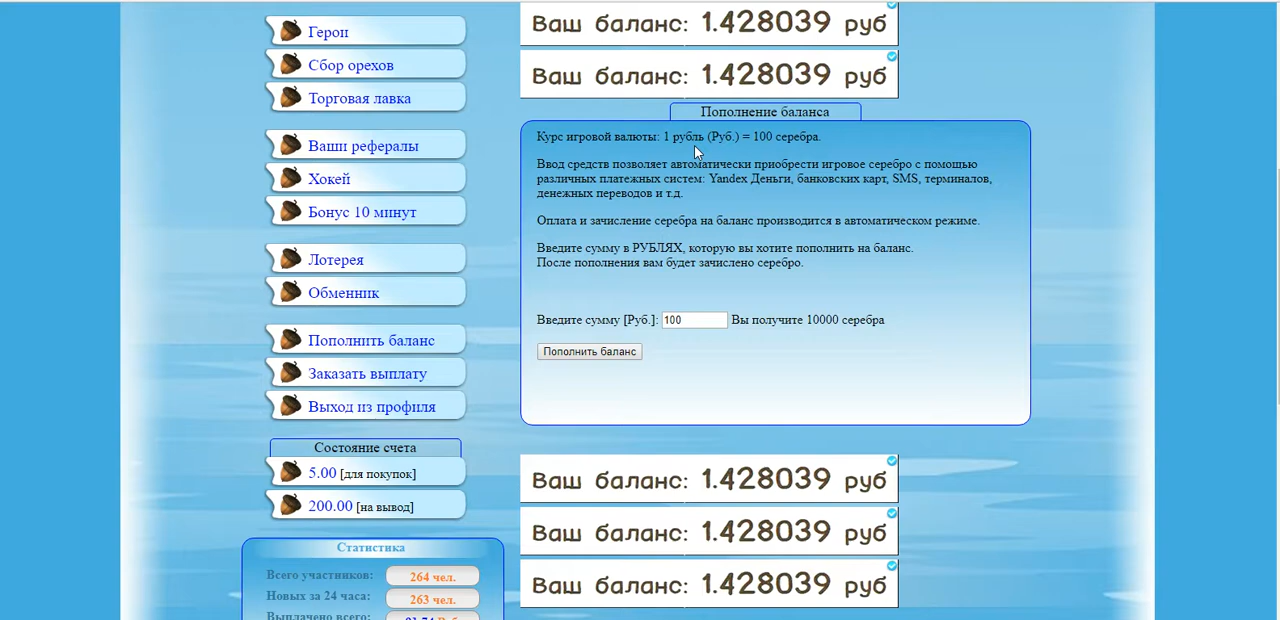 Герои
Сбор орехов
Торговая лавка
Ваши рефералы
Хокей
Бонус 10 минут
Лотерея
Обменник
Пополнить баланс
Заказать выплату
Выход из профиля
Состояние счета
5.00 [для покупок]
200.00 [на вывод]
Статистика
Всего участников: 264 чел.
Новых за 24 часа: 263 чел.
Выплачено всего:
Ваш баланс: 1.428039 руб
Ваш баланс: 1.428039 руб
Пополнение баланса
Курс игровой валюты: 1 рубль (Руб.) = 100 серебра.
Ввод средств позволяет автоматически приобрести игровое серебро с помощью
различных платежных систем: Yandex Деньги, банковских карт, SMS, терминалов,
денежных переводов и т.д.
Оплата и зачисление серебра на баланс производится в автоматическом режиме.
Введите сумму в РУБЛЯХ, которую вы хотите пополнить на баланс.
После пополнения вам будет зачислено серебро.
Введите сумму [Руб.]: 100 Вы получите 10000 серебра
Пополнить баланс
Ваш баланс: 1.428039 руб
Ваш баланс: 1.428039 руб
Ваш баланс: 1.428039 руб